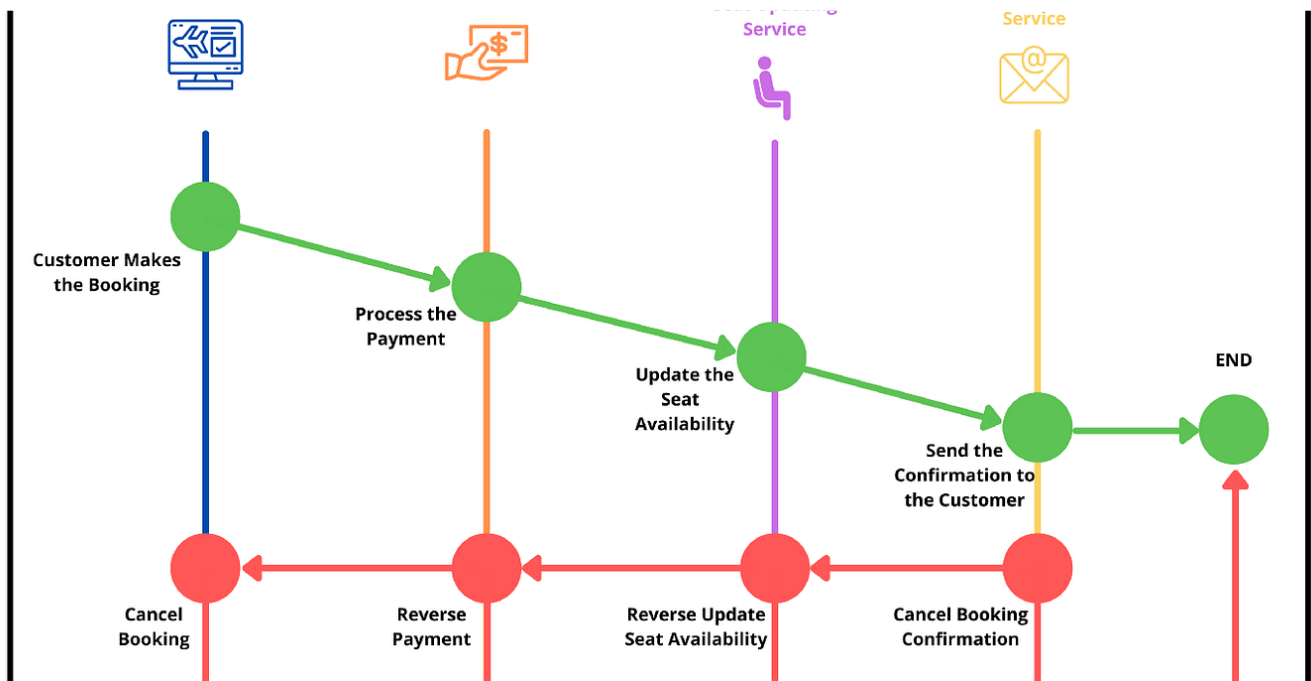 Service
Service
$
@
Customer Makes
the Booking
Process the
Payment
Update the
Seat
Availability
END
Send the
Confirmation to
the Customer
Cancel
Booking
Reverse
Payment
Reverse Update
Seat Availability
Cancel Booking
Confirmation